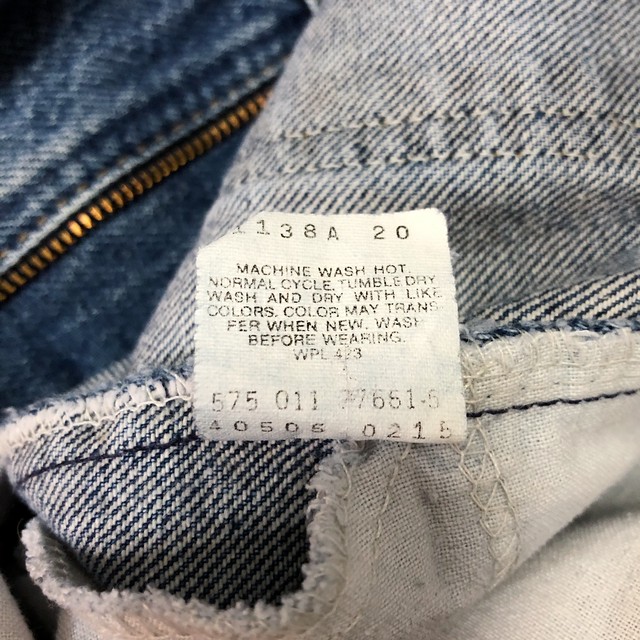 138A 20
MACHINE WASH HOT.
NORMAL CYCLE. TUMBLE DRY
WASH AND DRY WITH LIKE
COLORS. COLOR MAY TRANS
FER WHEN NEW. WASH
BEFORE WEARING.
WPL 423
575 011
40506 0215